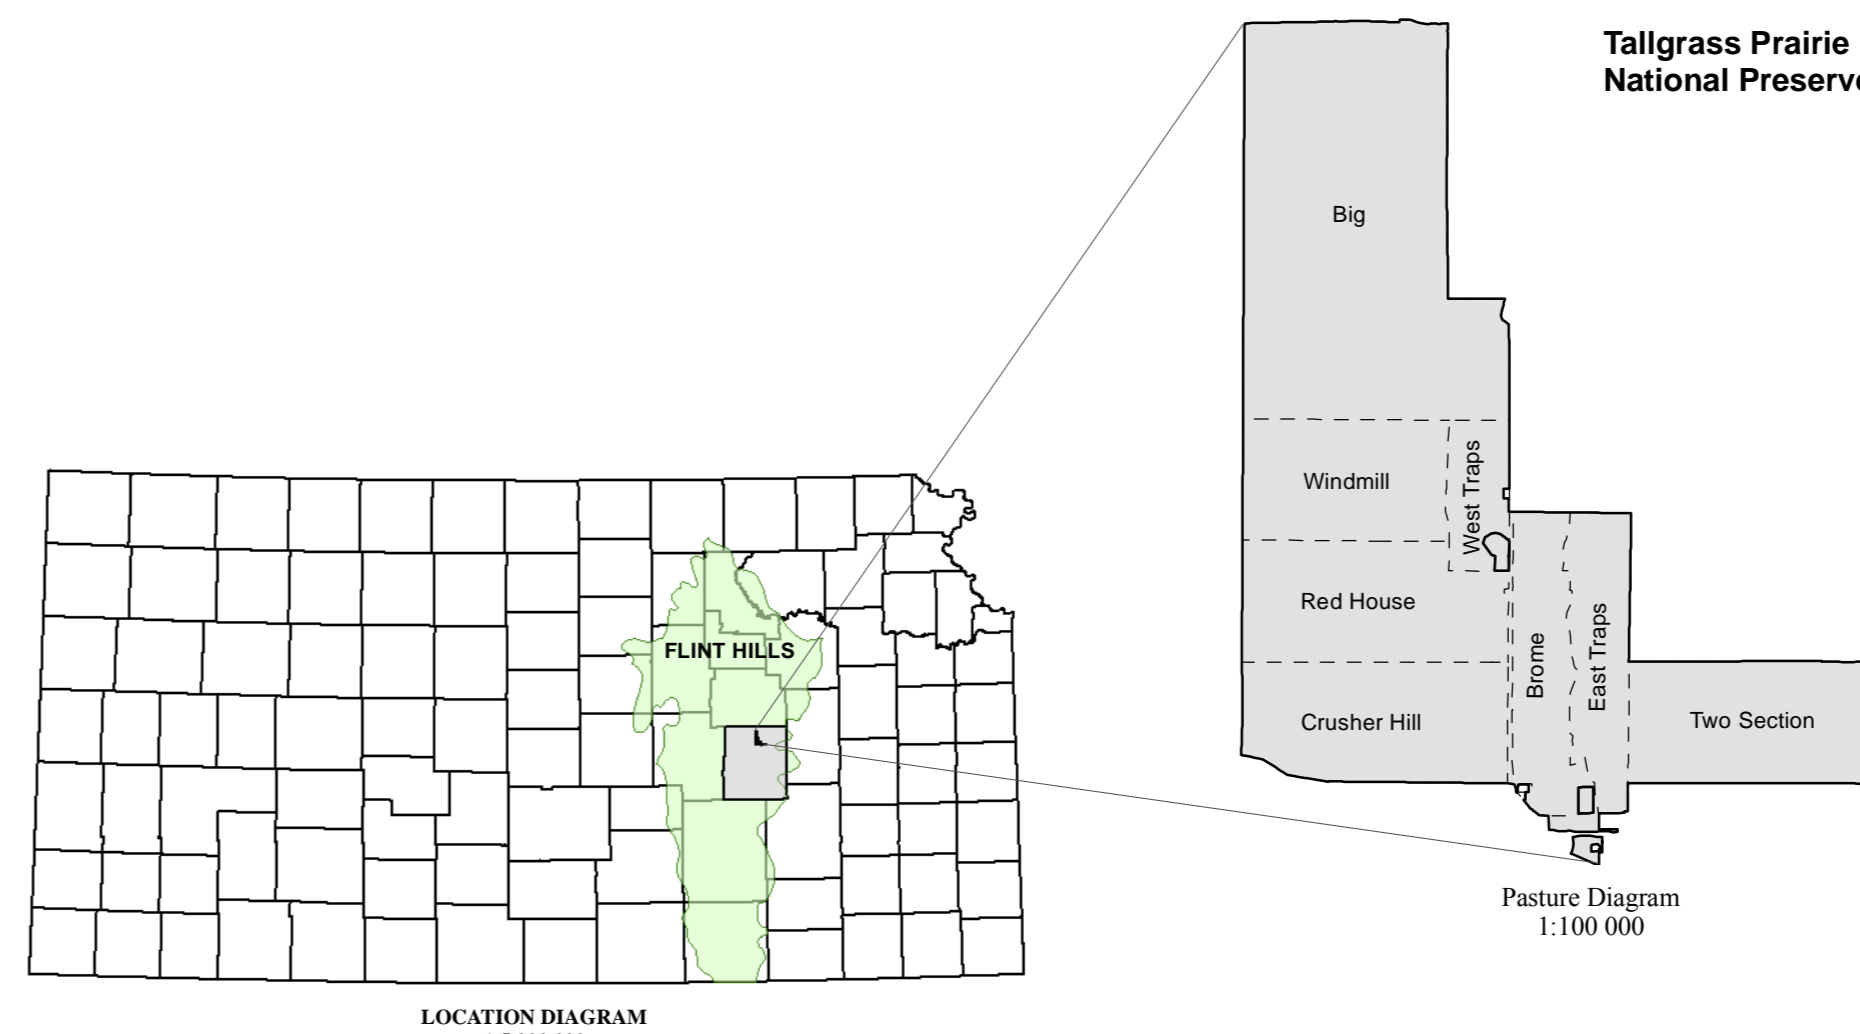 Tallgrass Prairie
National Preserve
Big
Windmill
West Traps
Red House
Brome
East Traps
Crusher Hill
Two Section
Pasture Diagram
1:100 000
FLINT HILLS
LOCATION DIAGRAM